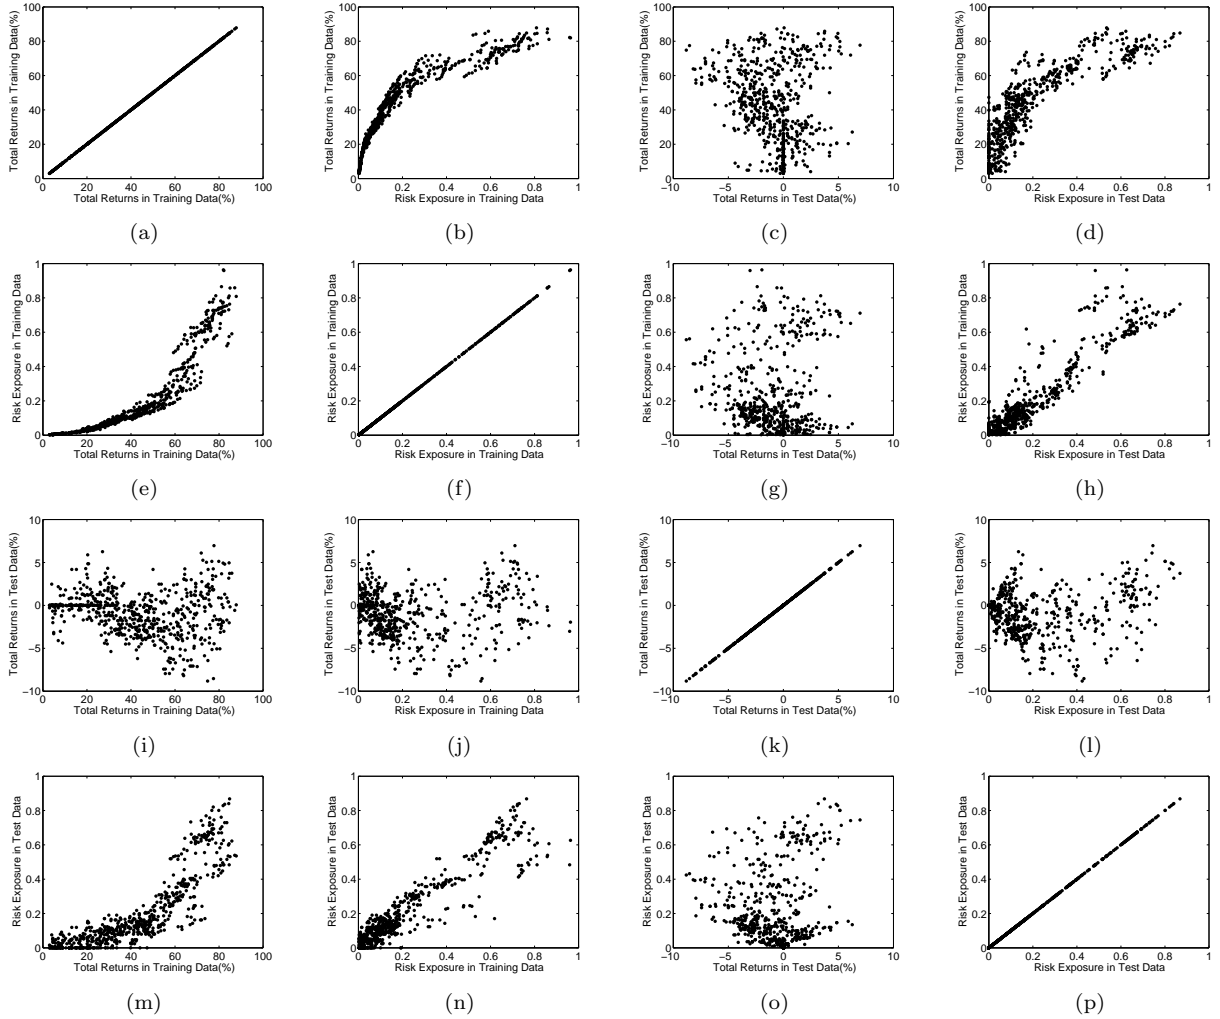 100
80
60
40
20
0
0 20 40 60 80 100
Total Returns in Training Data(%)
Total Returns in Training Data(%)
(a)
100
80
60
40
20
0
0 0.2 0.4 0.6 0.8 1
Total Returns in Training Data(%)
Risk Exposure in Training Data
(b)
100
80
60
40
20
0
−10 −5 0 5 10
Total Returns in Training Data(%)
Total Returns in Test Data(%)
(c)
100
80
60
40
20
0
0 0.2 0.4 0.6 0.8 1
Total Returns in Training Data(%)
Risk Exposure in Test Data
(d)
1
0.8
0.6
0.4
0.2
0
0 20 40 60 80 100
Risk Exposure in Training Data
Total Returns in Training Data(%)
(e)
1
0.8
0.6
0.4
0.2
0
0 0.2 0.4 0.6 0.8 1
Risk Exposure in Training Data
Risk Exposure in Training Data
(f)
1
0.8
0.6
0.4
0.2
0
−10 −5 0 5 10
Risk Exposure in Training Data
Total Returns in Test Data(%)
(g)
1
0.8
0.6
0.4
0.2
0
0 0.2 0.4 0.6 0.8 1
Risk Exposure in Training Data
Risk Exposure in Test Data
(h)
10
5
0
−5
−10
0 20 40 60 80 100
Total Returns in Test Data(%)
Total Returns in Training Data(%)
(i)
10
5
0
−5
−10
0 0.2 0.4 0.6 0.8 1
Total Returns in Test Data(%)
Risk Exposure in Training Data
(j)
10
5
0
−5
−10
−10 −5 0 5 10
Total Returns in Test Data(%)
Total Returns in Test Data(%)
(k)
10
5
0
−5
−10
0 0.2 0.4 0.6 0.8 1
Total Returns in Test Data(%)
Risk Exposure in Test Data
(l)
1
0.8
0.6
0.4
0.2
0
0 20 40 60 80 100
Risk Exposure in Test Data
Total Returns in Training Data(%)
(m)
1
0.8
0.6
0.4
0.2
0
0 0.2 0.4 0.6 0.8 1
Risk Exposure in Test Data
Risk Exposure in Training Data
(n)
1
0.8
0.6
0.4
0.2
0
−10 −5 0 5 10
Risk Exposure in Test Data
Total Returns in Test Data(%)
(o)
1
0.8
0.6
0.4
0.2
0
0 0.2 0.4 0.6 0.8 1
Risk Exposure in Test Data
Risk Exposure in Test Data
(p)